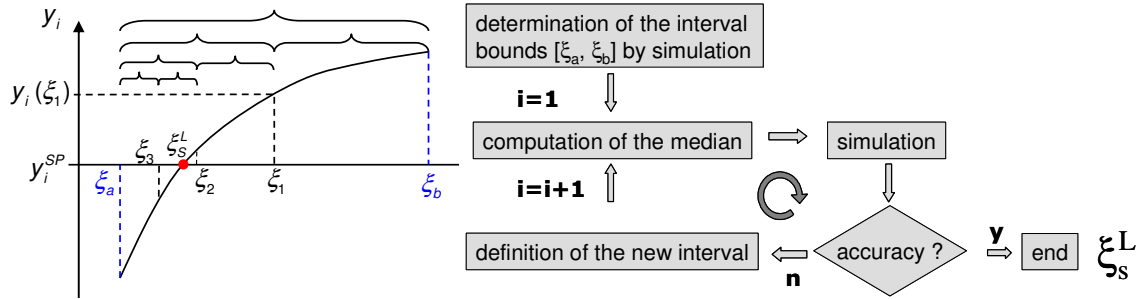 y_i
y_i (ξ_1)
y_i^{SP}
ξ_a
ξ_3
ξ_S^L
ξ_2
ξ_1
ξ_b
determination of the interval
bounds [ξ_a, ξ_b] by simulation
i=1
computation of the median
simulation
i=i+1
definition of the new interval
n
accuracy ?
y
end
ξ_s^L